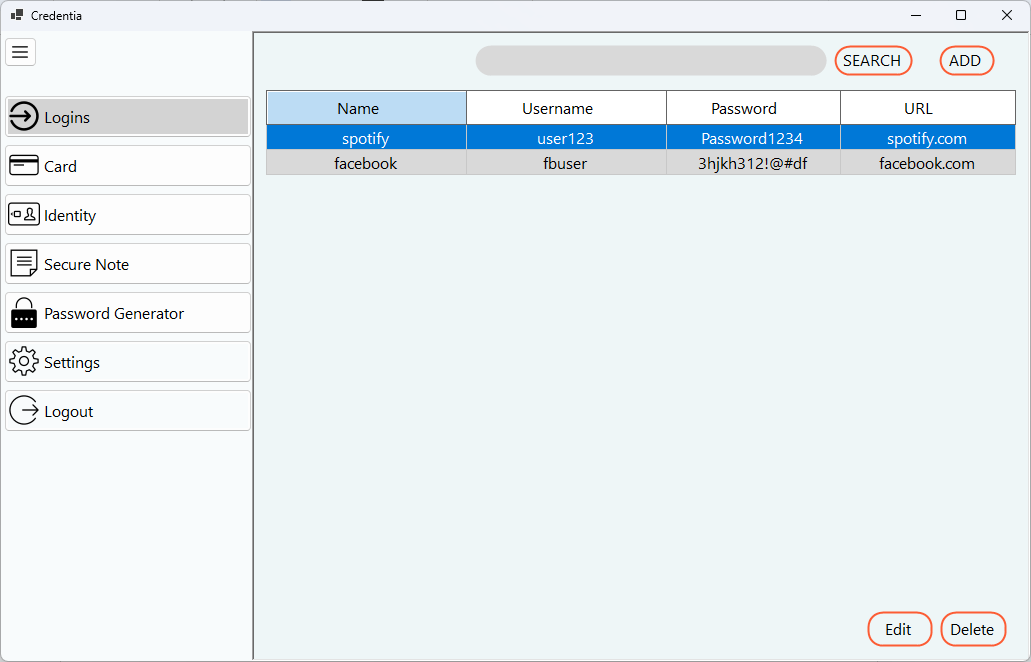 Credentia
SEARCH ADD
Logins
Card
Identity
Secure Note
Password Generator
Settings
Logout
Name Username Password URL
spotify user123 Password1234 spotify.com
facebook fbuser 3hjkh312!@#df facebook.com
Edit Delete